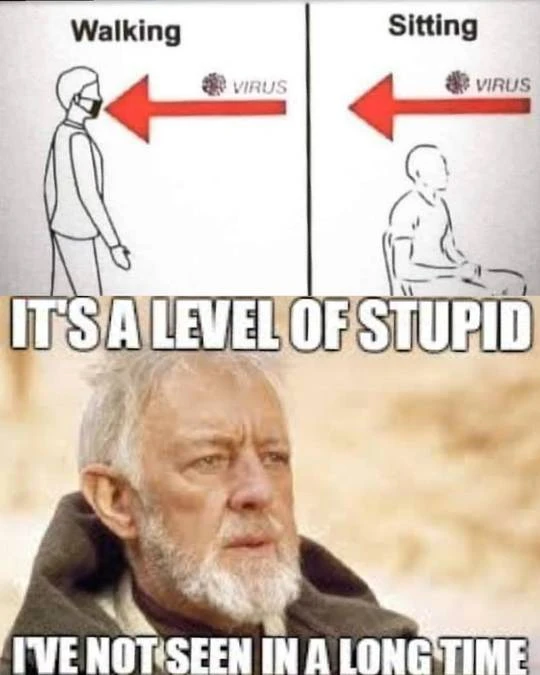 Walking
Sitting
VIRUS
VIRUS
IT'S A LEVEL OF STUPID
I'VE NOT SEEN IN A LONG TIME